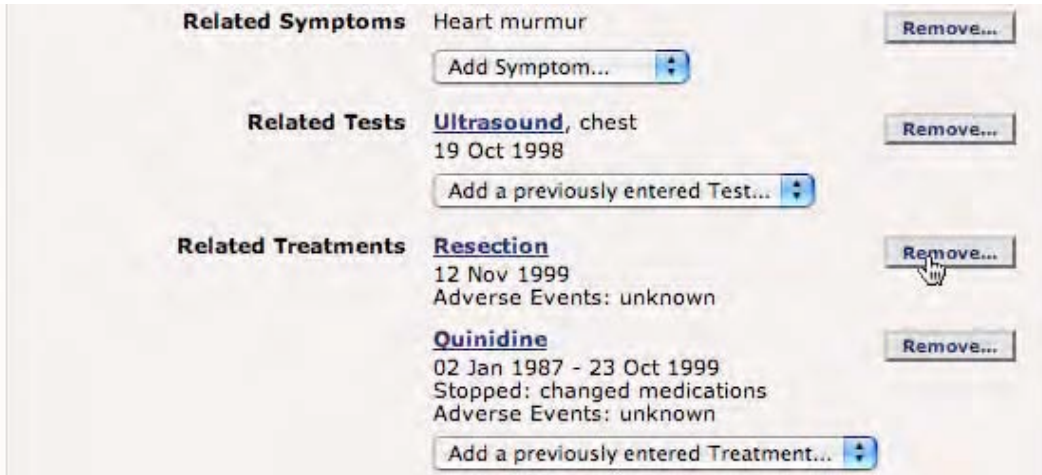 Related Symptoms Heart murmur Remove...
Add Symptom...
Related Tests Ultrasound, chest Remove...
19 Oct 1998
Add a previously entered Test...
Related Treatments Resection Remove...
12 Nov 1999
Adverse Events: unknown
Quinidine Remove...
02 Jan 1987 - 23 Oct 1999
Stopped: changed medications
Adverse Events: unknown
Add a previously entered Treatment...